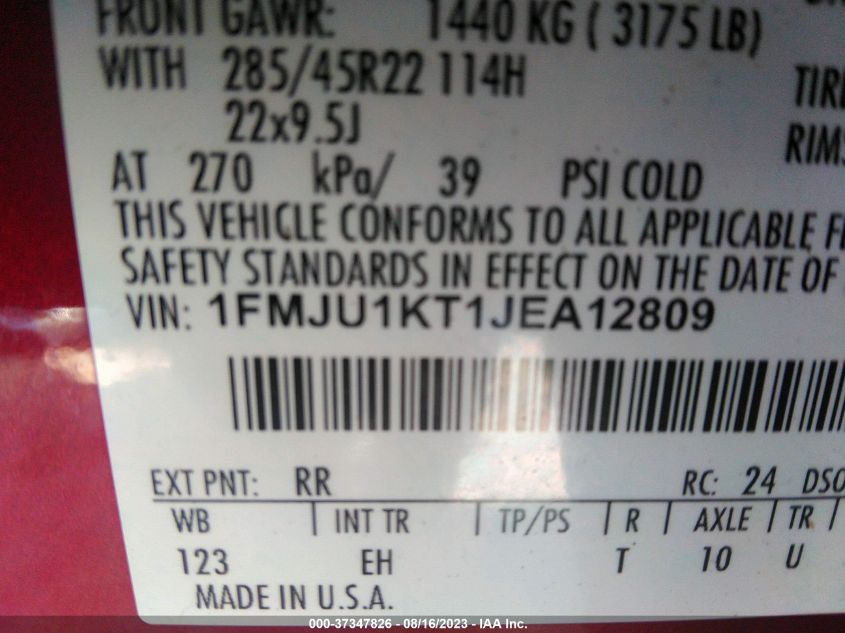 FRONT GAWR: 1440 KG ( 3175 LB)
WITH 285/45R22 114H TIRE
22x9.5J RIMS
AT 270 kPa/ 39 PSI COLD
THIS VEHICLE CONFORMS TO ALL APPLICABLE
SAFETY STANDARDS IN EFFECT ON THE DATE OF
VIN: 1FMJU1KT1JEA12809
EXT PNT: RR RC: 24 DSO
WB INT TR TP/PS R AXLE TR
123 EH T 10 U
MADE IN U.S.A.
000-37347826 - 08/16/2023 - IAA Inc.